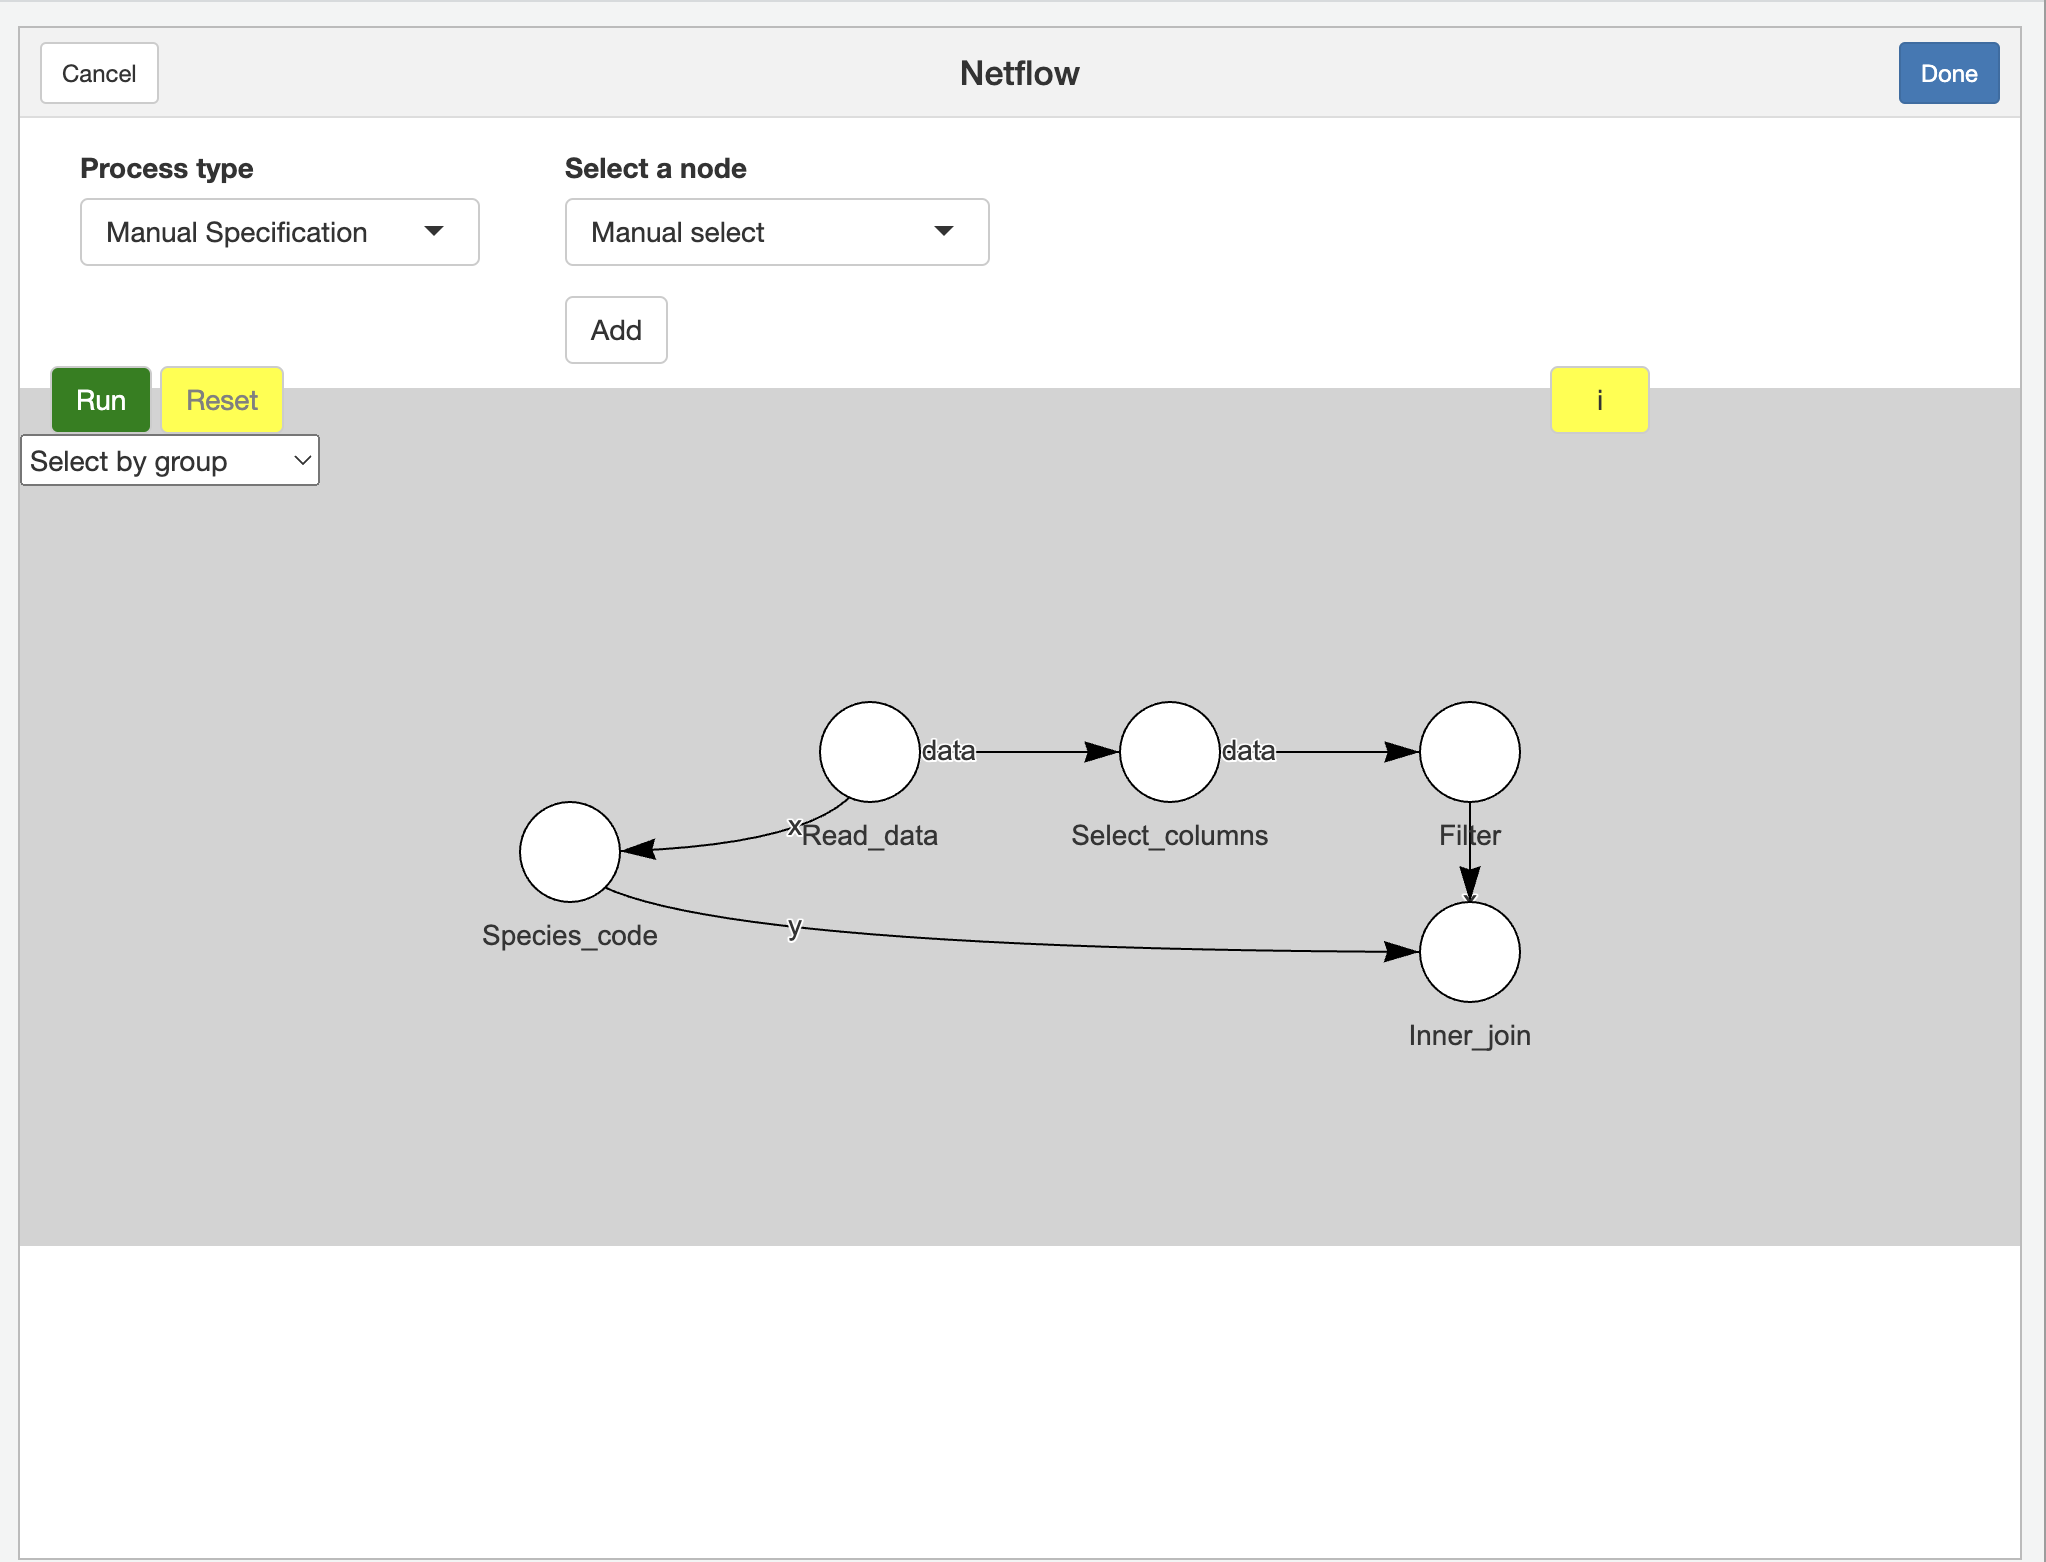 Cancel
Netflow
Done
Process type
Select a node
Manual Specification
Manual select
Add
Run
Reset
i
Select by group
data
data
x
Read_data
Select_columns
Filter
Species_code
y
Inner_join